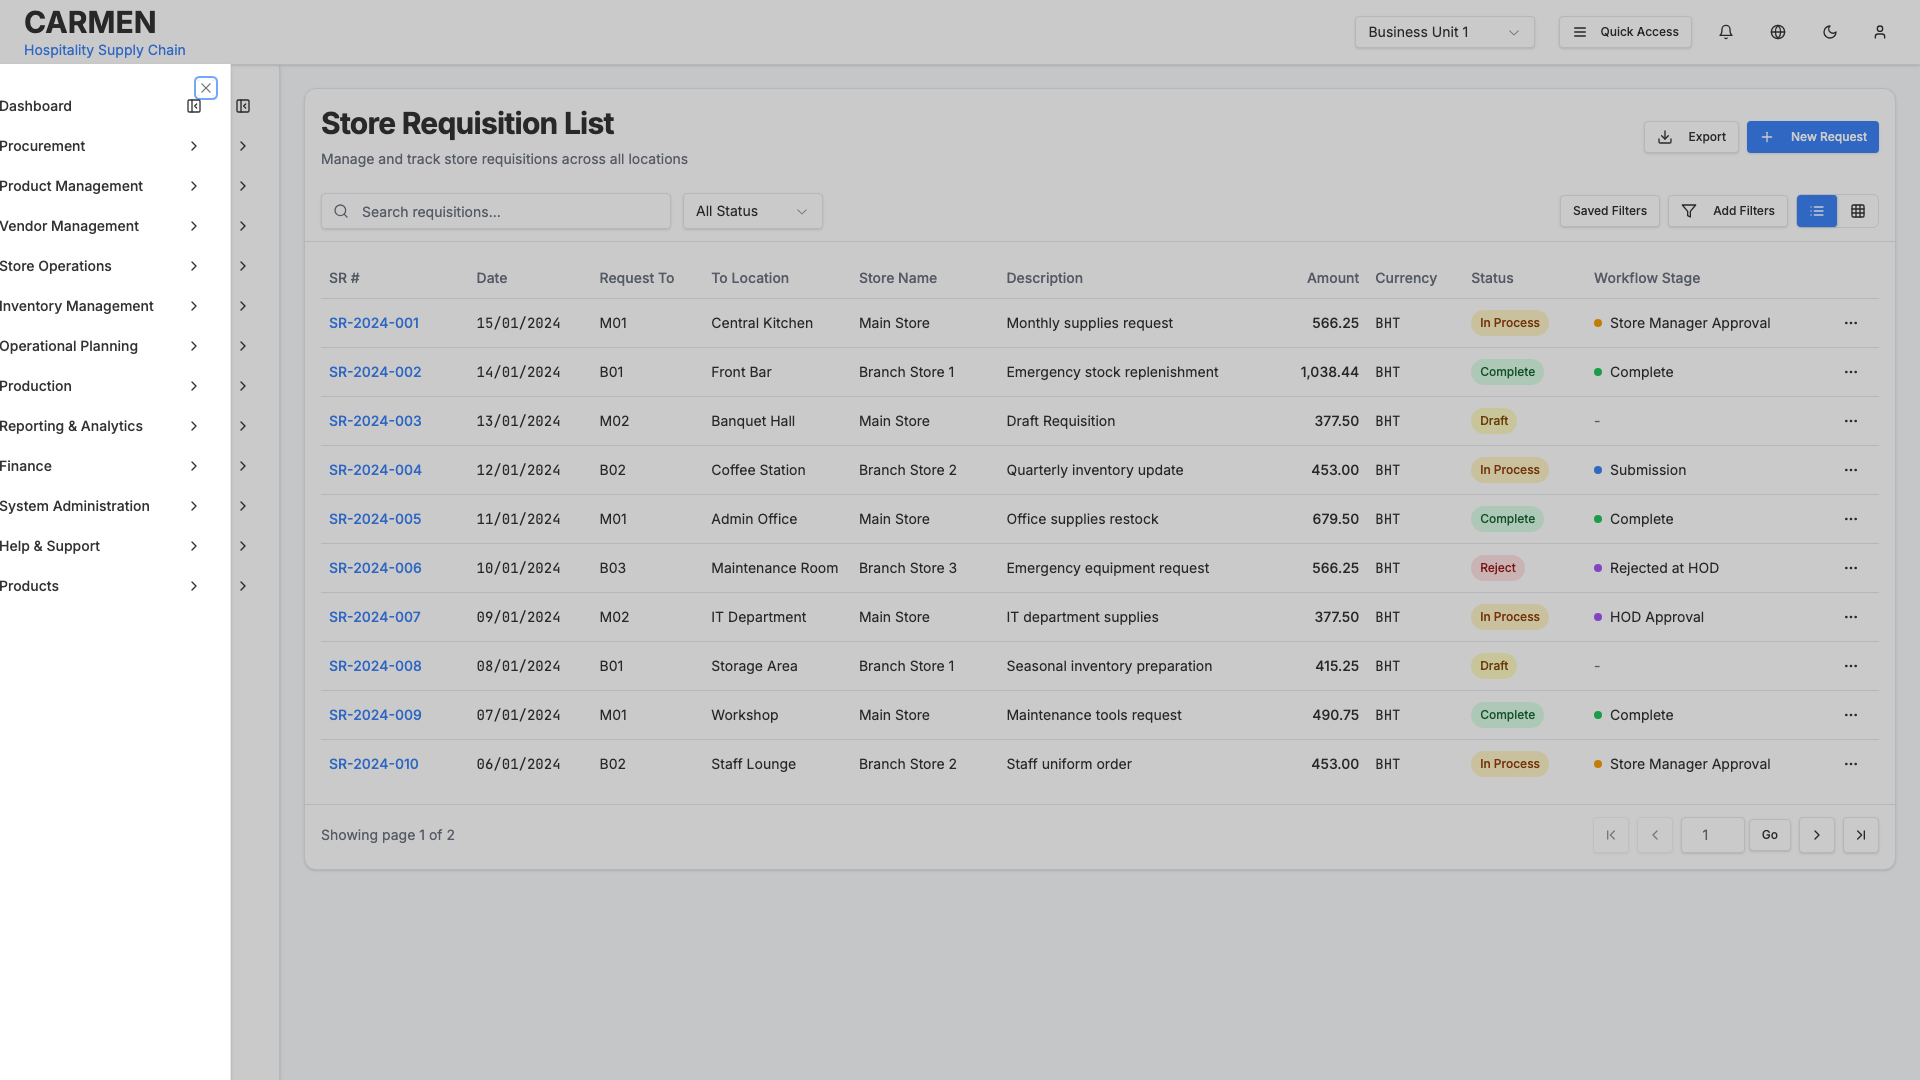 CARMEN
Hospitality Supply Chain
Business Unit 1
Quick Access
Dashboard
Procurement
Product Management
Vendor Management
Store Operations
Inventory Management
Operational Planning
Production
Reporting & Analytics
Finance
System Administration
Help & Support
Products
Store Requisition List
Manage and track store requisitions across all locations
Export
New Request
Search requisitions...
All Status
Saved Filters
Add Filters
SR # Date Request To To Location Store Name Description Amount Currency Status Workflow Stage
SR-2024-001 15/01/2024 M01 Central Kitchen Main Store Monthly supplies request 566.25 BHT In Process Store Manager Approval
SR-2024-002 14/01/2024 B01 Front Bar Branch Store 1 Emergency stock replenishment 1,038.44 BHT Complete Complete
SR-2024-003 13/01/2024 M02 Banquet Hall Main Store Draft Requisition 377.50 BHT Draft -
SR-2024-004 12/01/2024 B02 Coffee Station Branch Store 2 Quarterly inventory update 453.00 BHT In Process Submission
SR-2024-005 11/01/2024 M01 Admin Office Main Store Office supplies restock 679.50 BHT Complete Complete
SR-2024-006 10/01/2024 B03 Maintenance Room Branch Store 3 Emergency equipment request 566.25 BHT Reject Rejected at HOD
SR-2024-007 09/01/2024 M02 IT Department Main Store IT department supplies 377.50 BHT In Process HOD Approval
SR-2024-008 08/01/2024 B01 Storage Area Branch Store 1 Seasonal inventory preparation 415.25 BHT Draft -
SR-2024-009 07/01/2024 M01 Workshop Main Store Maintenance tools request 490.75 BHT Complete Complete
SR-2024-010 06/01/2024 B02 Staff Lounge Branch Store 2 Staff uniform order 453.00 BHT In Process Store Manager Approval
Showing page 1 of 2
1
Go